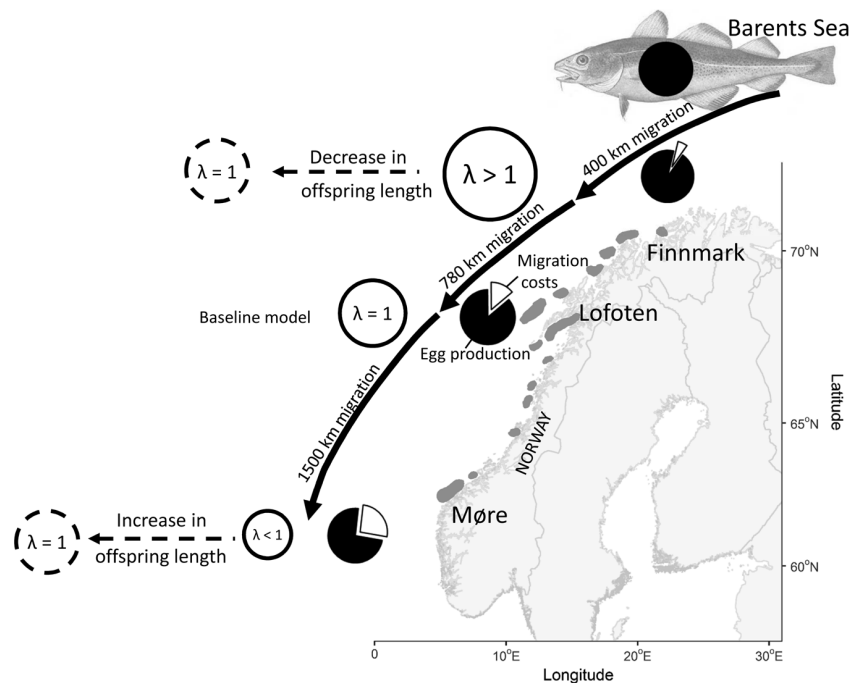 Barents Sea
400 km migration
Decrease in
offspring length
λ = 1
λ > 1
780 km migration
Migration
costs
Finnmark
70°N
Baseline model
λ = 1
Lofoten
Egg production
Latitude
1500 km migration
65°N
NORWAY
Increase in
offspring length
λ = 1
λ < 1
Møre
60°N
0
10°E
20°E
30°E
Longitude